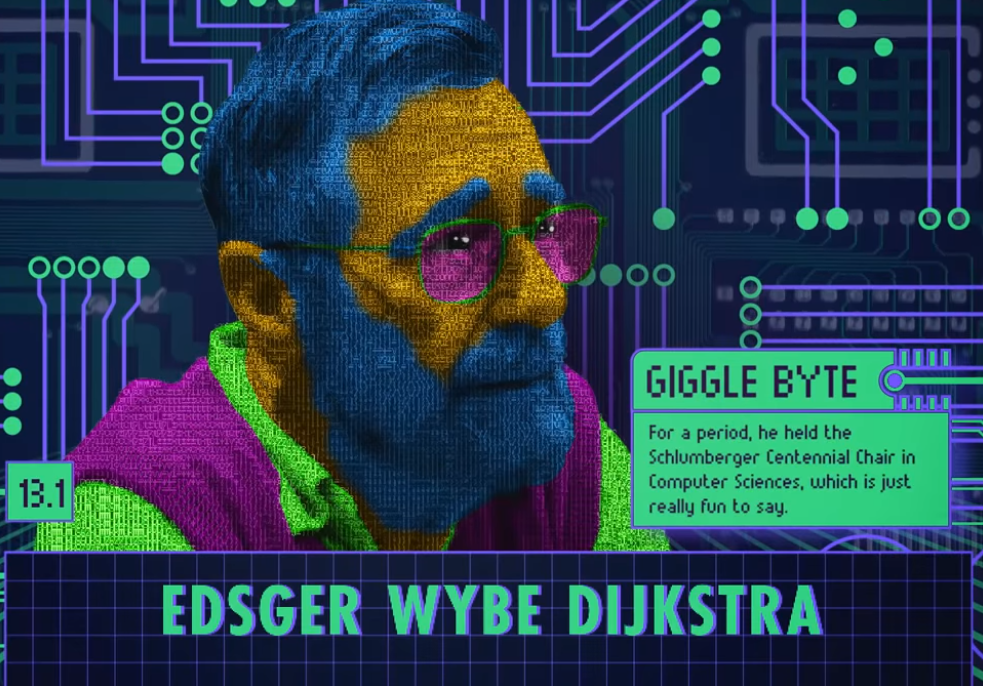 GIGGLE BYTE
For a period, he held the
Schlumberger Centennial Chair in
Computer Sciences, which is just
really fun to say.
13.1
EDSGER WYBE DIJKSTRA